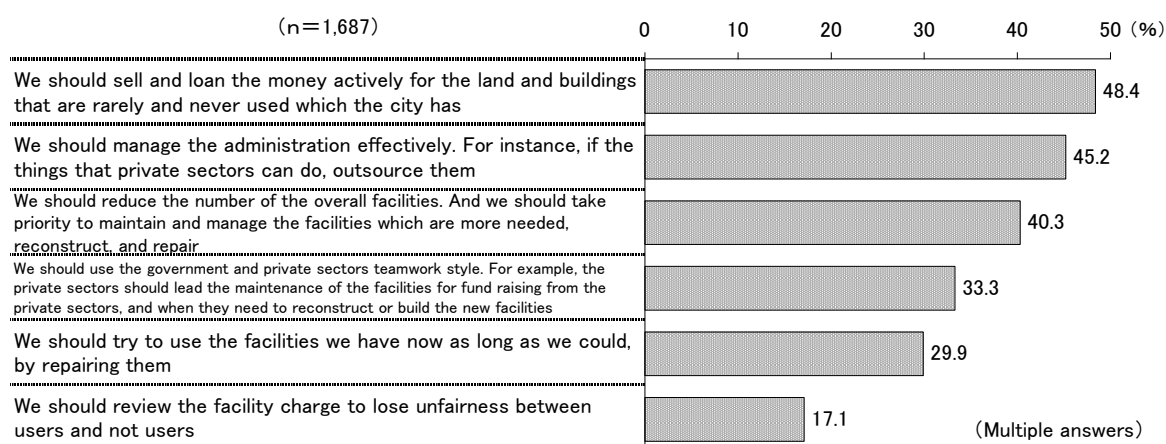 (n=1,687)
0 10 20 30 40 50 (%)
We should sell and loan the money actively for the land and buildings
that are rarely and never used which the city has
48.4
We should manage the administration effectively. For instance, if the
things that private sectors can do, outsource them
45.2
We should reduce the number of the overall facilities. And we should take
priority to maintain and manage the facilities which are more needed,
reconstruct, and repair
40.3
We should use the government and private sectors teamwork style. For example, the
private sectors should lead the maintenance of the facilities for fund raising from the
private sectors, and when they need to reconstruct or build the new facilities
33.3
We should try to use the facilities we have now as long as we could,
by repairing them
29.9
We should review the facility charge to lose unfairness between
users and not users
17.1
(Multiple answers)